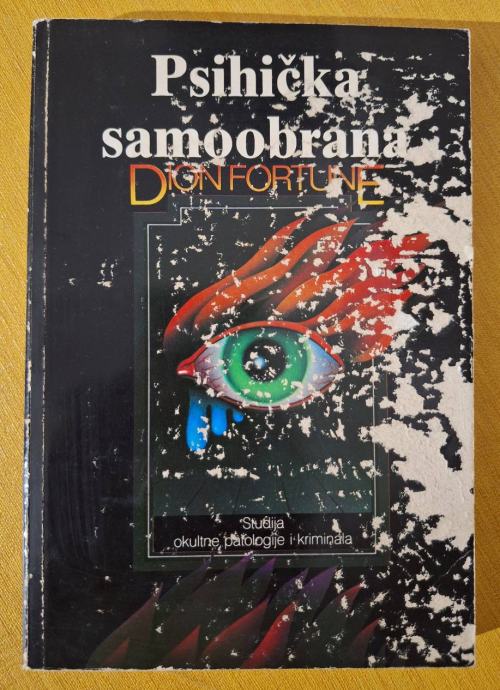 Psihička
samoobrana
DION FORTUNE
Studija
okultne patologije i kriminala